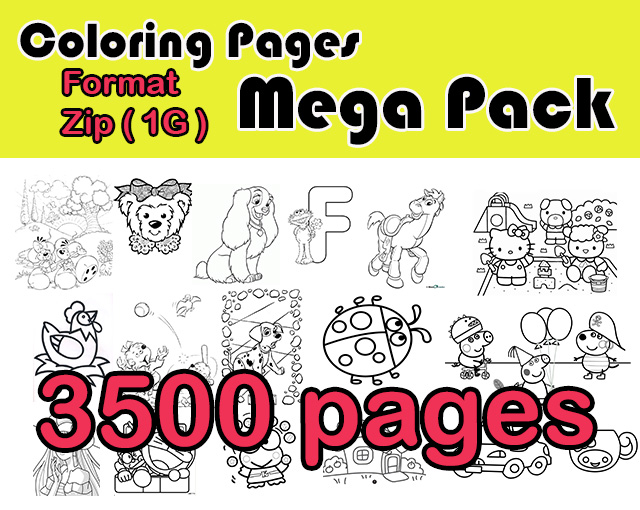 Coloring Pages
Format
Zip ( 1G )
Mega Pack
F
3500 pages